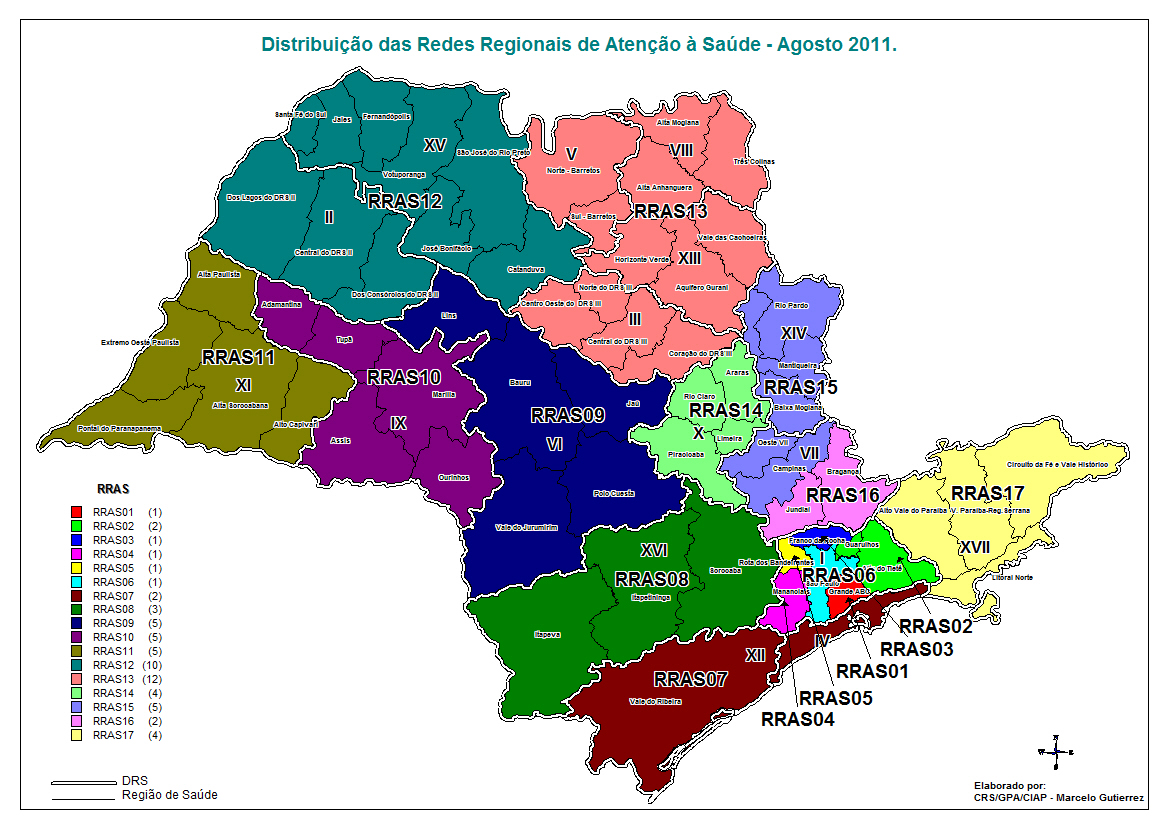 Distribuição das Redes Regionais de Atenção à Saúde - Agosto 2011.
Santa Fé do Sul
Jales
Fernandópolis
XV
São José do Rio Preto
Votuporanga
Dos Lagos do DRS II
RRAS12
II
Central do DRS II
José Bonifácio
Catanduva
Dos Consórcios do DRS II
V
Norte - Barretos
Sul - Barretos
Alta Mogiana
VIII
Três Colinas
Alta Anhanguera
RRAS13
Vale das Cachoeiras
Horizonte Verde
XIII
Aquífero Gurani
Norte do DRS III
Centro Oeste do DRS III
III
Central do DRS III
Coração do DRS III
Alta Paulista
Extremo Oeste Paulista
RRAS11
XI
Alta Sorocabana
Alto Capivari
Pontal do Paranapanema
Adamantina
Tupã
RRAS10
Marília
IX
Assis
Ourinhos
Lins
Bauru
Jaú
RRAS09
VI
Polo Cuesta
Vale do Jurumirim
Rio Pardo
XIV
Mantiqueira
RRAS15
Baixa Mogiana
Araras
Rio Claro
RRAS14
X
Limeira
Piracicaba
Oeste VII
VII
Campinas
Bragança
RRAS16
Jundiaí
Circuito da Fé e Vale Histórico
RRAS17
Alto Vale do Paraíba
V. Paraíba-Reg. Serrana
XVII
Litoral Norte
XVI
Sorocaba
RRAS08
Itapetininga
Itapeva
Franco da Rocha
Guarulhos
I
Rota dos Bandeirantes
RRAS06
São Paulo
Mananciais
Grande ABC
XII
IV
RRAS07
Vale do Ribeira
RRAS02
RRAS03
RRAS01
RRAS05
RRAS04
RRAS
RRAS01 (1)
RRAS02 (2)
RRAS03 (1)
RRAS04 (1)
RRAS05 (1)
RRAS06 (1)
RRAS07 (2)
RRAS08 (3)
RRAS09 (5)
RRAS10 (5)
RRAS11 (5)
RRAS12 (10)
RRAS13 (12)
RRAS14 (4)
RRAS15 (5)
RRAS16 (2)
RRAS17 (4)
DRS
Região de Saúde
Elaborado por:
CRS/GPA/CIAP - Marcelo Gutierrez